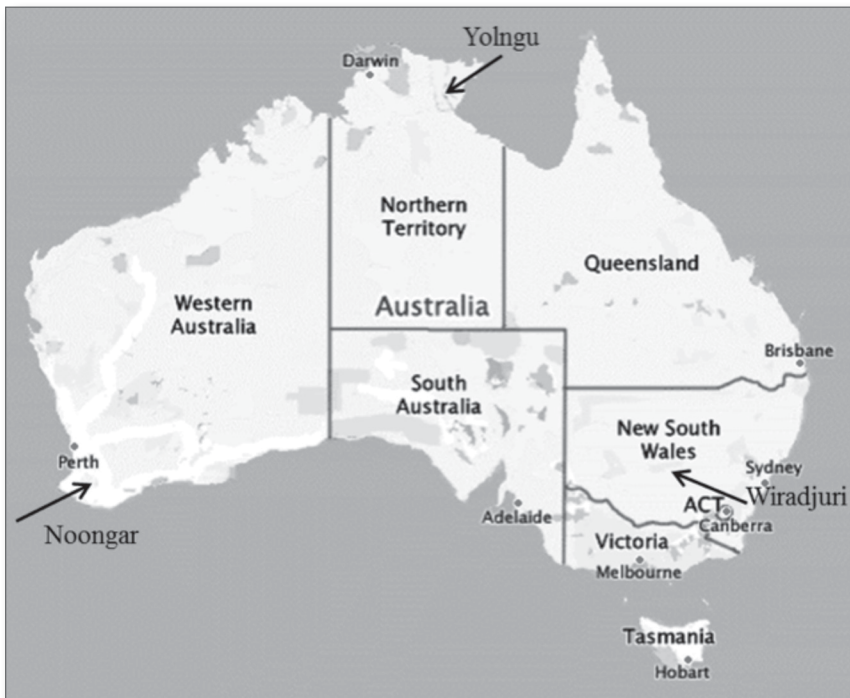 Yolngu
Darwin
Northern
Territory
Queensland
Western
Australia
Australia
Brisbane
South
Australia
New South
Wales
Perth
Sydney
Wiradjuri
ACT
Adelaide
Canberra
Noongar
Victoria
Melbourne
Tasmania
Hobart